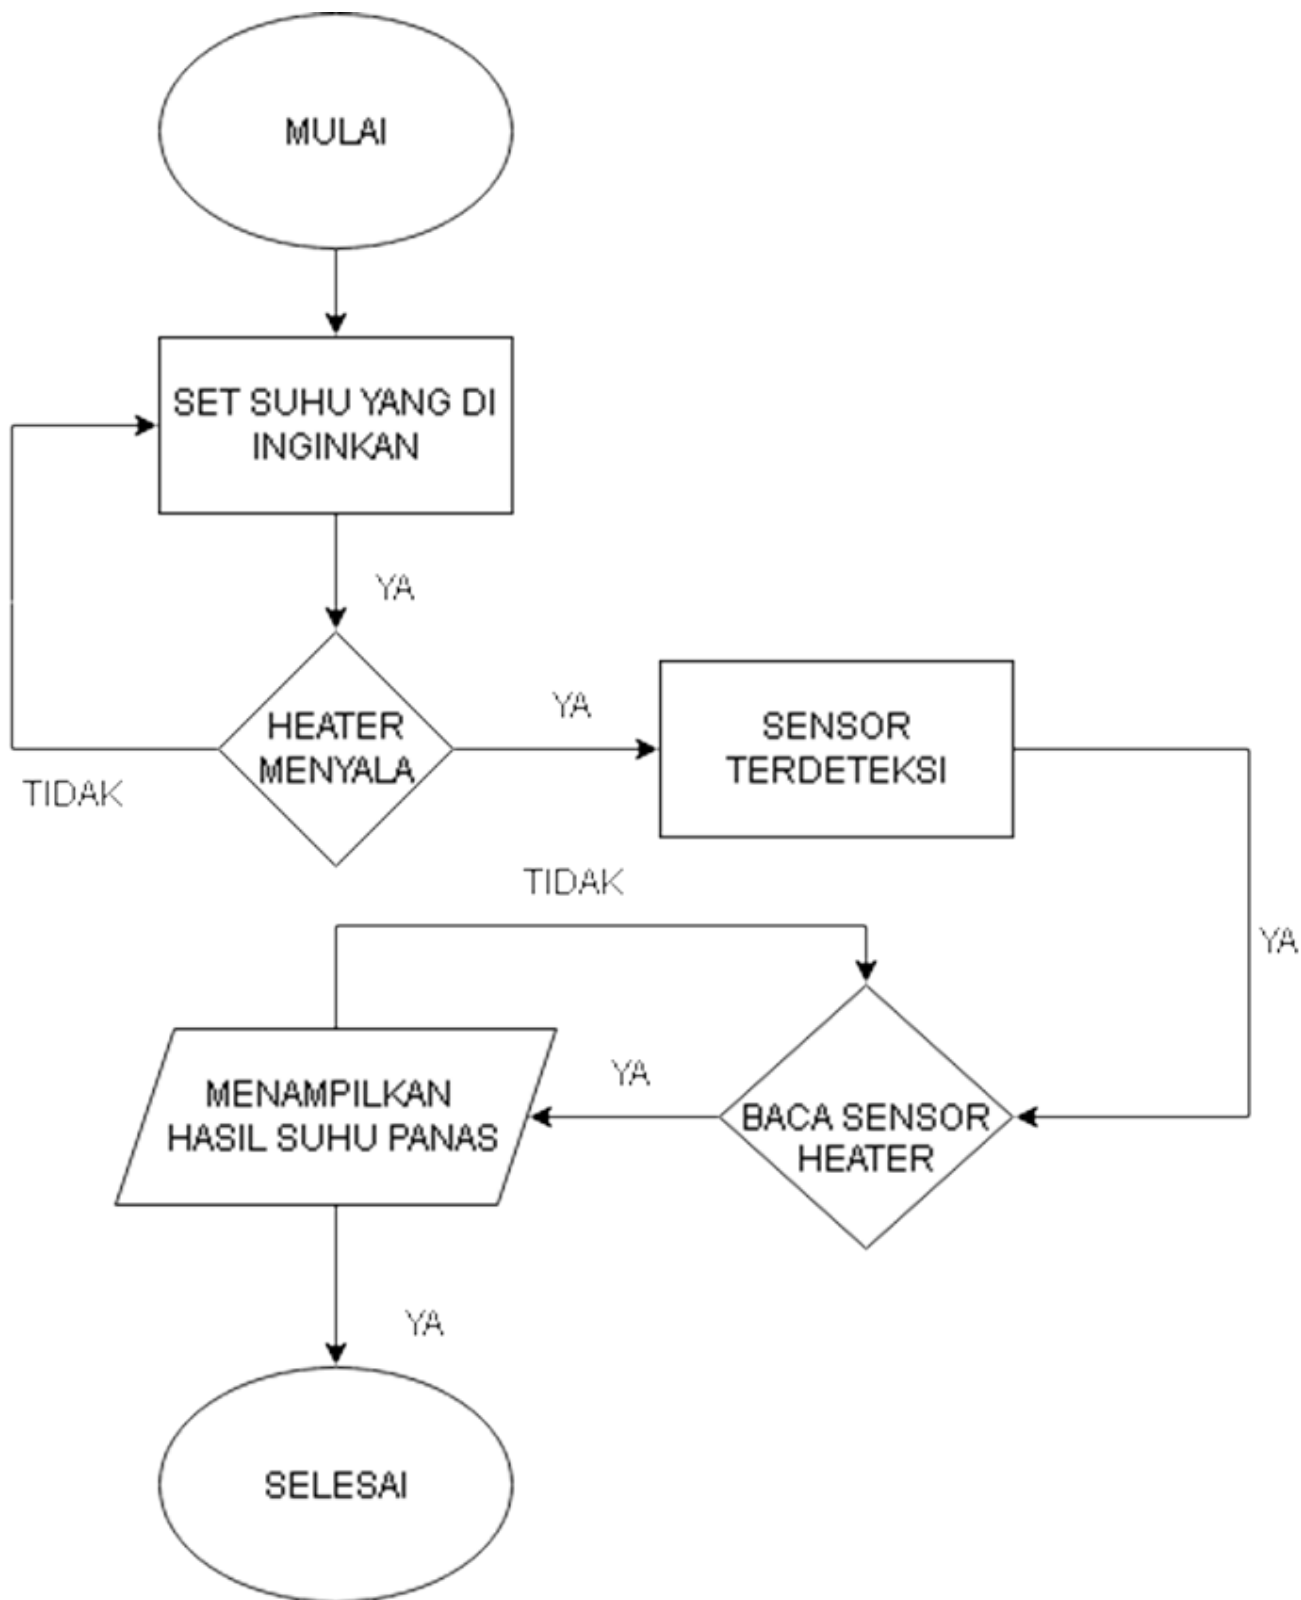 MULAI
SET SUHU YANG DI
INGINKAN
YA
HEATER
MENYALA
TIDAK
YA
SENSOR
TERDETEKSI
YA
TIDAK
BACA SENSOR
HEATER
YA
MENAMPILKAN
HASIL SUHU PANAS
YA
SELESAI